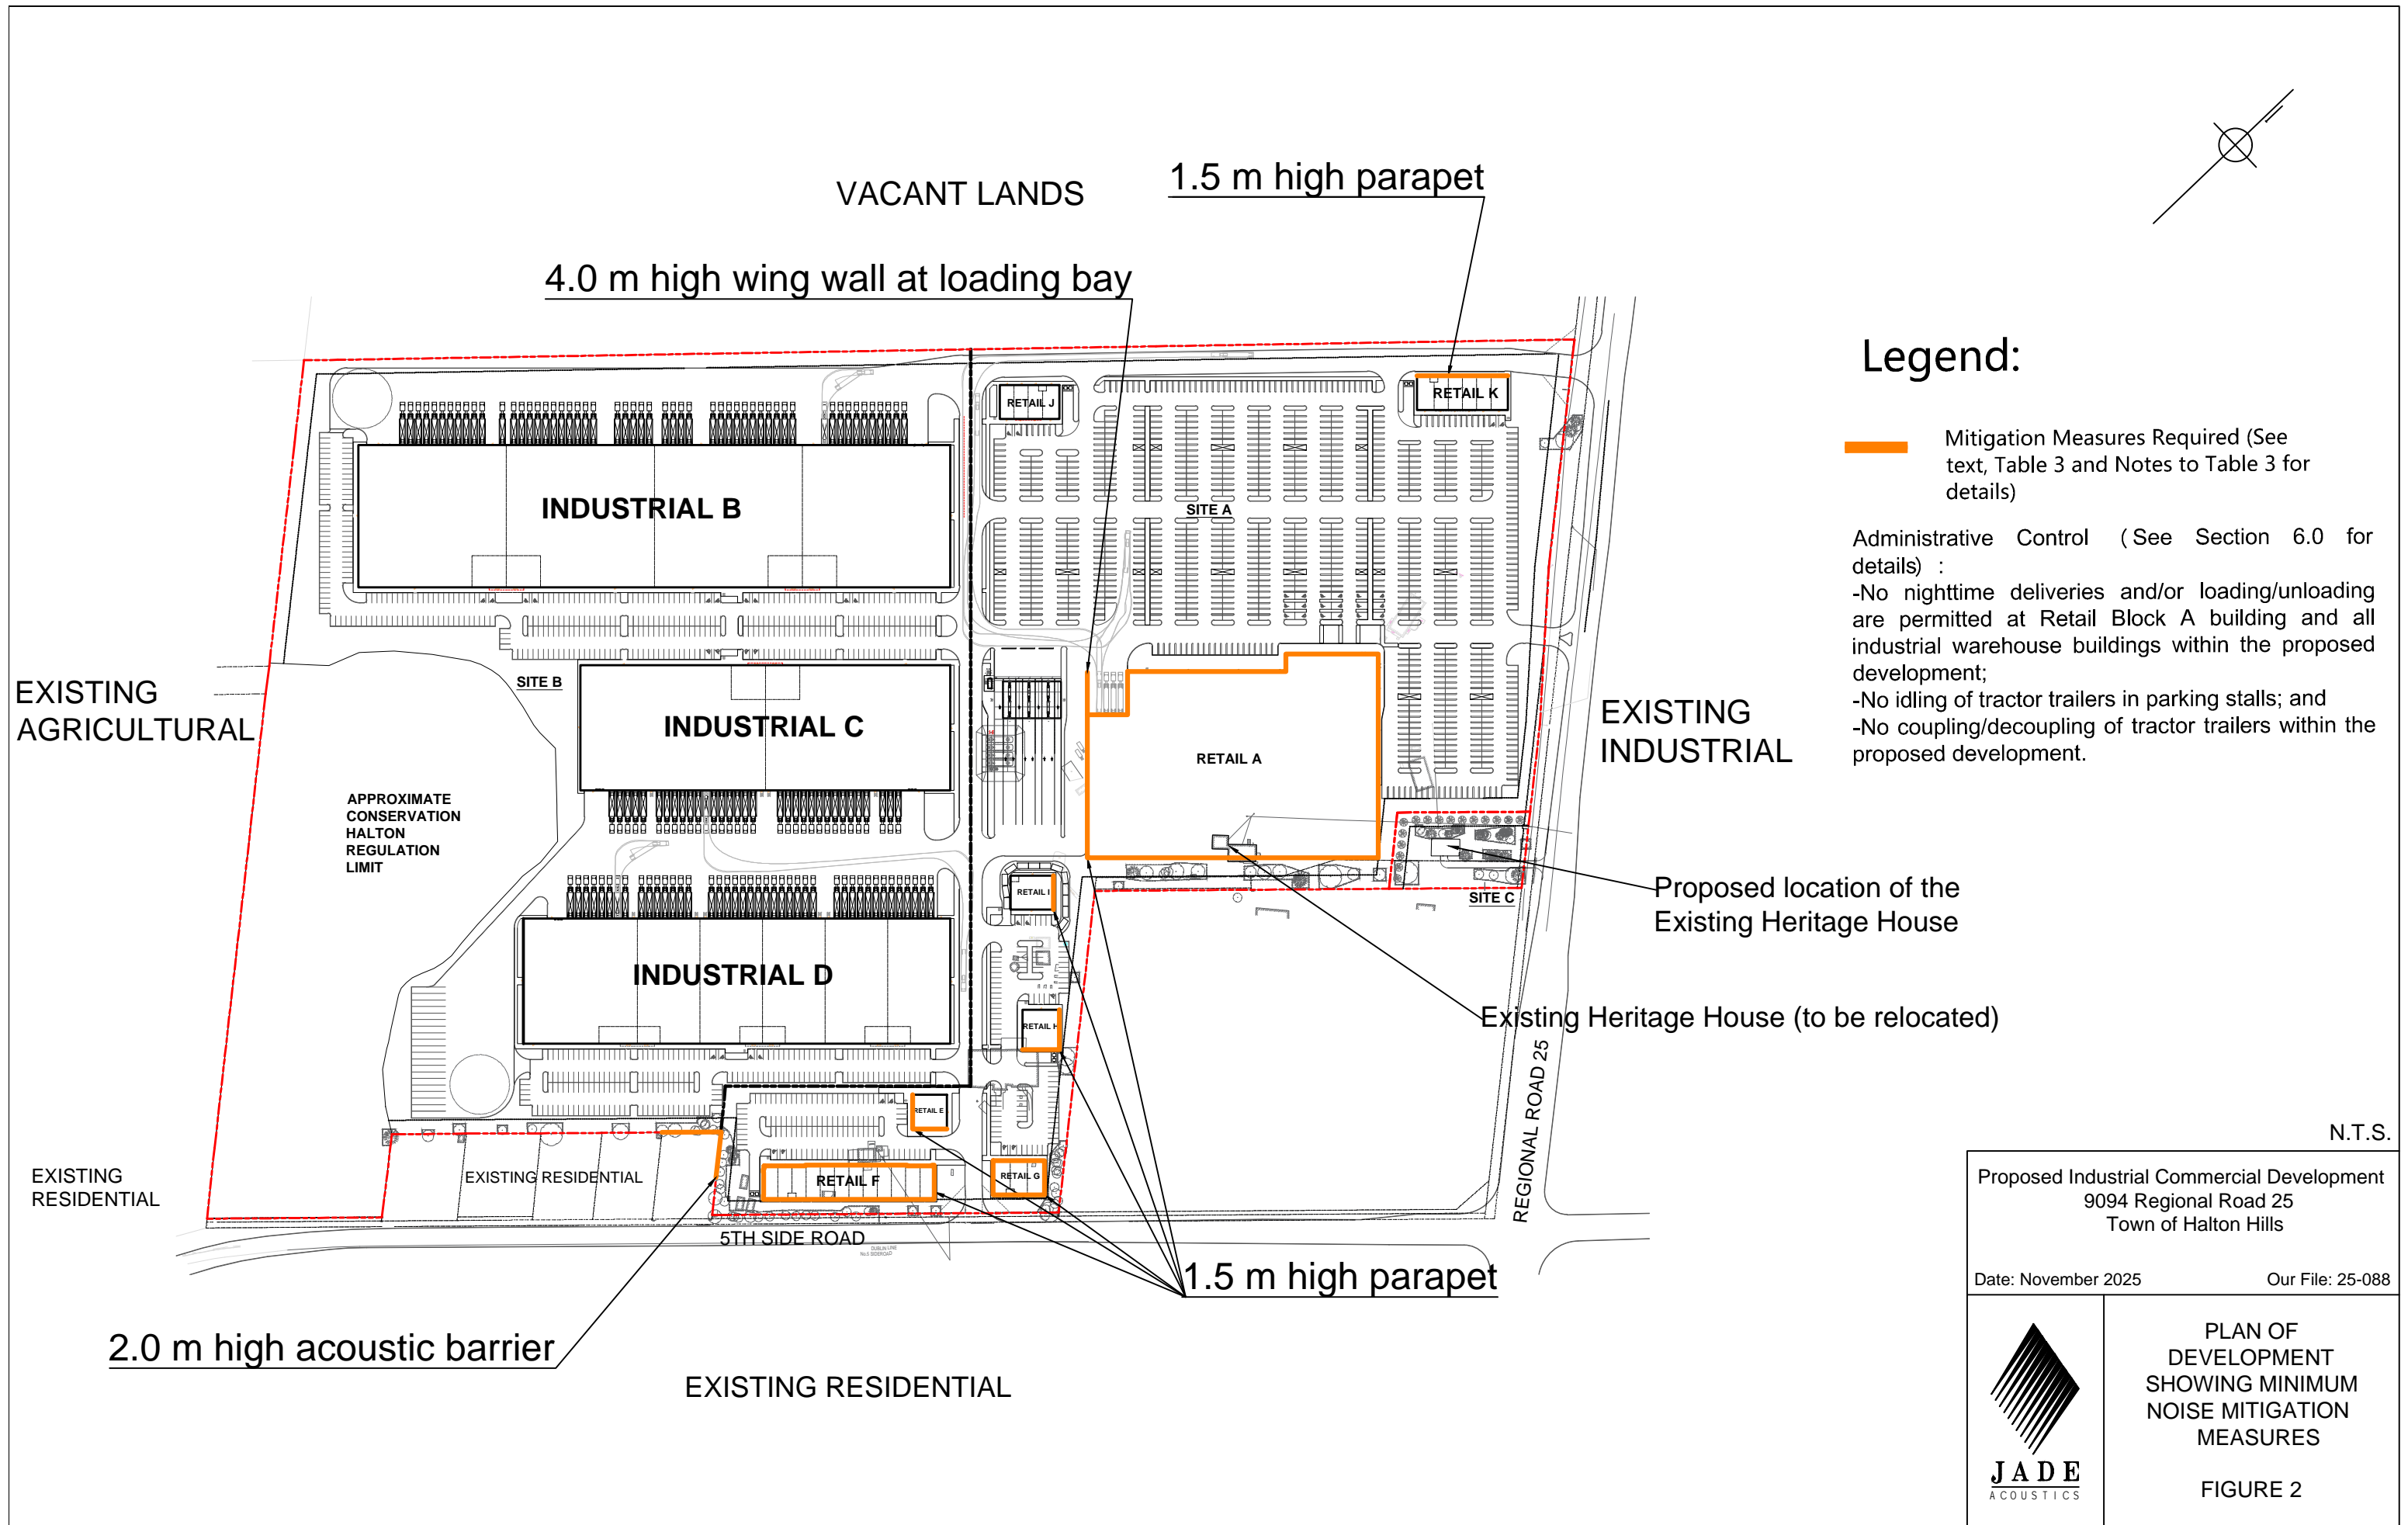 VACANT LANDS
1.5 m high parapet
4.0 m high wing wall at loading bay
Legend:
Mitigation Measures Required (See
text, Table 3 and Notes to Table 3 for
details)
Administrative Control (See Section 6.0 for
details) :
-No nighttime deliveries and/or loading/unloading
are permitted at Retail Block A building and all
industrial warehouse buildings within the proposed
development;
-No idling of tractor trailers in parking stalls; and
-No coupling/decoupling of tractor trailers within the
proposed development.
RETAIL J
RETAIL K
INDUSTRIAL B
SITE A
EXISTING
AGRICULTURAL
SITE B
INDUSTRIAL C
RETAIL A
EXISTING
INDUSTRIAL
APPROXIMATE
CONSERVATION
HALTON
REGULATION
LIMIT
RETAIL I
SITE C
Proposed location of the
Existing Heritage House
INDUSTRIAL D
RETAIL H
Existing Heritage House (to be relocated)
REGIONAL ROAD 25
RETAIL E
EXISTING
RESIDENTIAL
EXISTING RESIDENTIAL
RETAIL F
RETAIL G
5TH SIDE ROAD
DUBLIN LINE
No.5 SIDEROAD
1.5 m high parapet
2.0 m high acoustic barrier
EXISTING RESIDENTIAL
N.T.S.
Proposed Industrial Commercial Development
9094 Regional Road 25
Town of Halton Hills
Date: November 2025
Our File: 25-088
JADE
ACOUSTICS
PLAN OF
DEVELOPMENT
SHOWING MINIMUM
NOISE MITIGATION
MEASURES
FIGURE 2